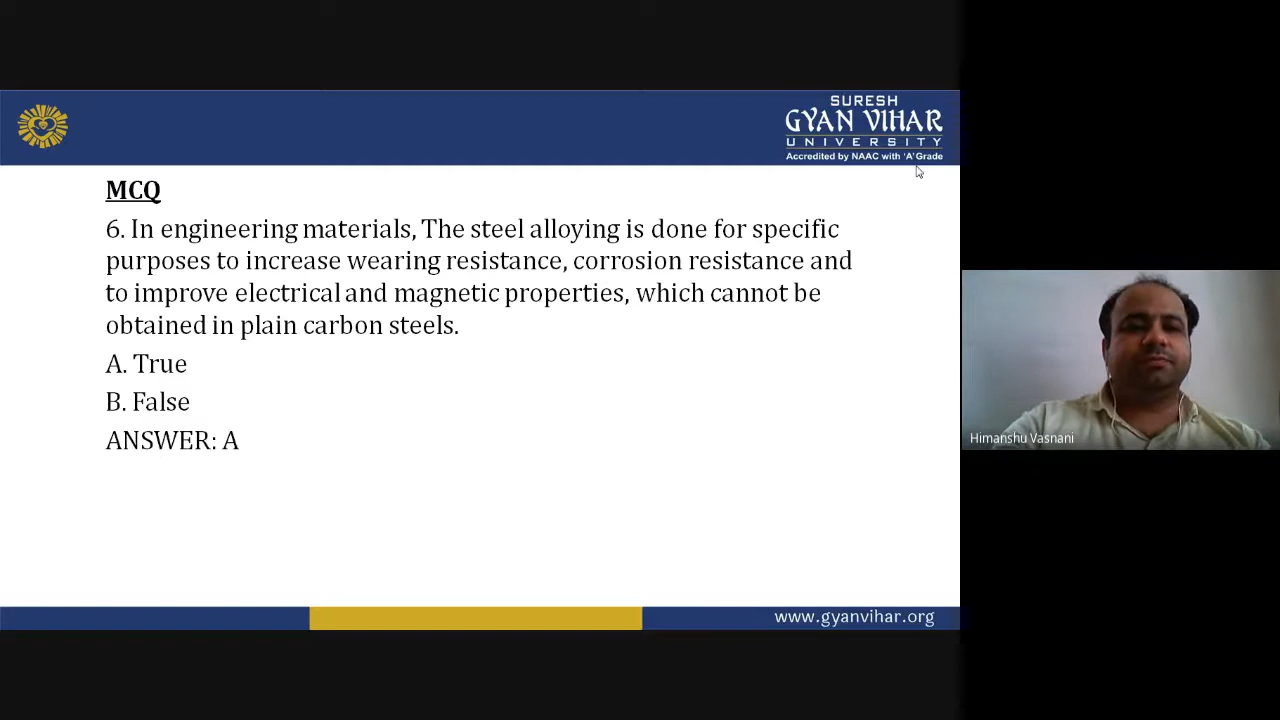 SURESH
GYAN VIHAR
UNIVERSITY
Accredited by NAAC with 'A' Grade
MCQ
6. In engineering materials, The steel alloying is done for specific
purposes to increase wearing resistance, corrosion resistance and
to improve electrical and magnetic properties, which cannot be
obtained in plain carbon steels.
A. True
B. False
ANSWER: A
Himanshu Vasnani
www.gyanvihar.org